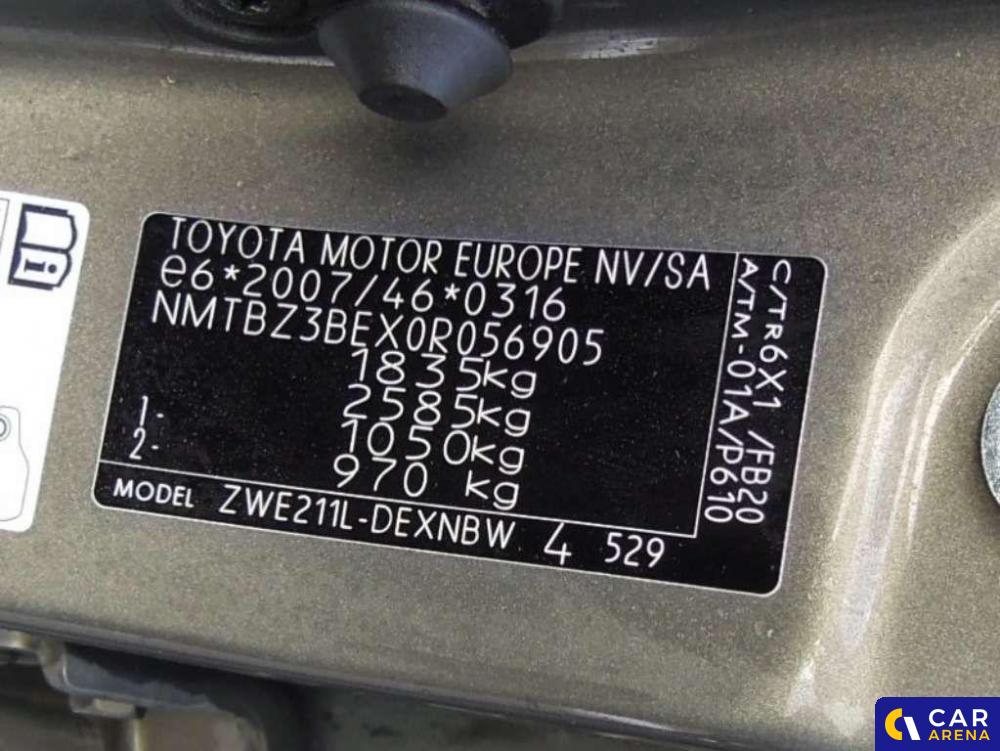 TOYOTA MOTOR EUROPE NV/SA
e6*2007/46*0316
NMTBZ3BEX0R056905
1835kg
2585kg
1- 1050kg
2- 970 kg
MODEL ZWE211L-DEXNBW 4 529
C/TR6X1 /FB20
A/TM-01A/P610
i
CAR
ARENA